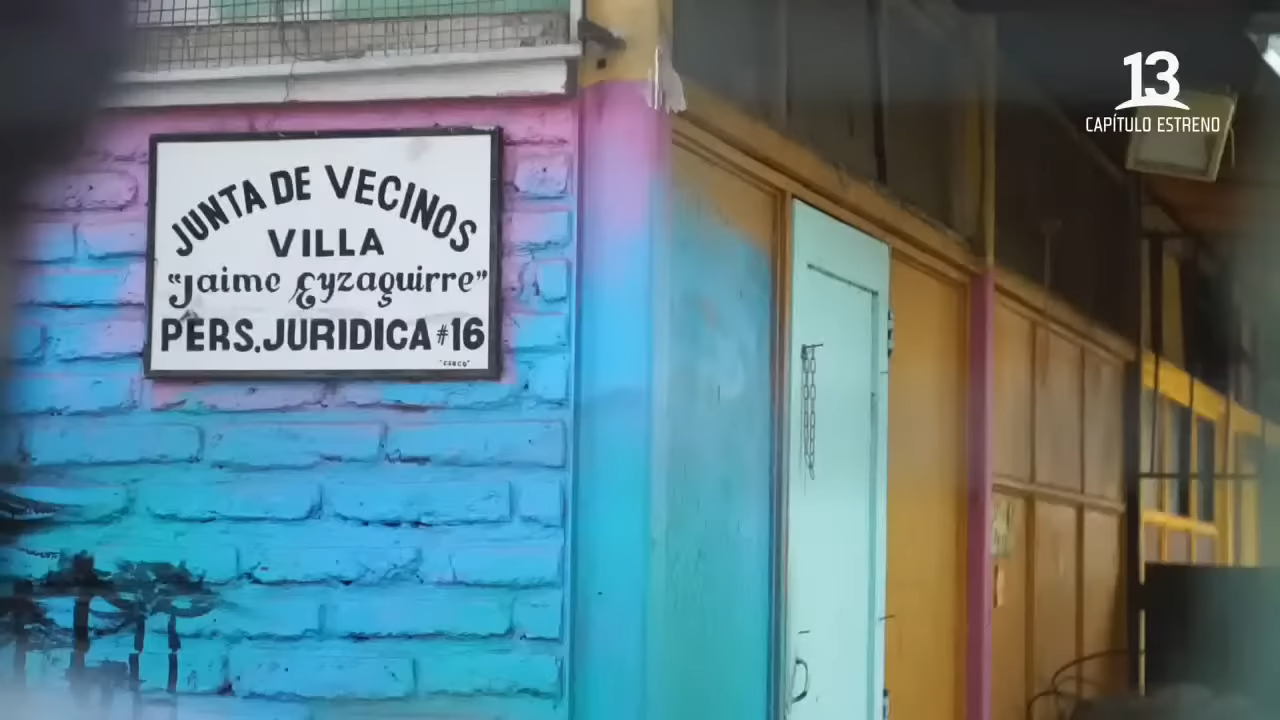 JUNTA DE VECINOS
VILLA
"Jaime Eyzaguirre"
PERS. JURIDICA #16
13
CAPÍTULO ESTRENO